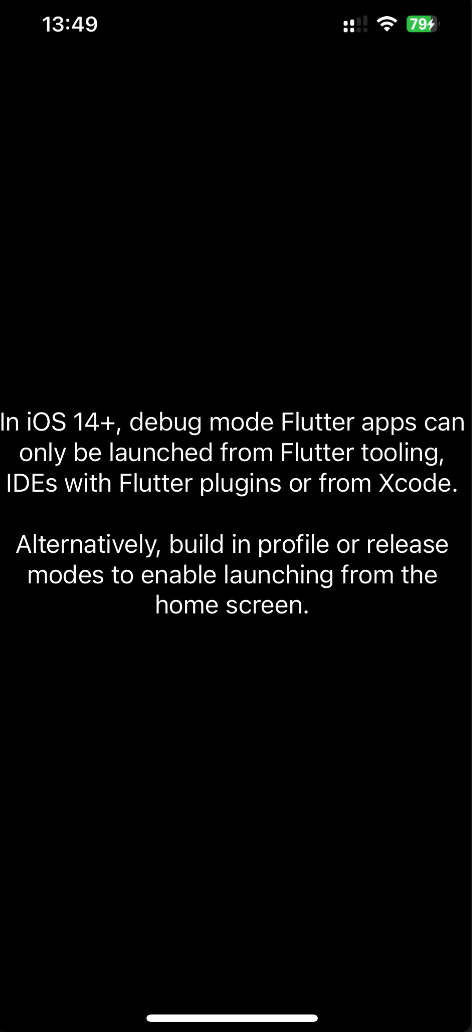 13:49
79
In iOS 14+, debug mode Flutter apps can
only be launched from Flutter tooling,
IDEs with Flutter plugins or from Xcode.
Alternatively, build in profile or release
modes to enable launching from the
home screen.